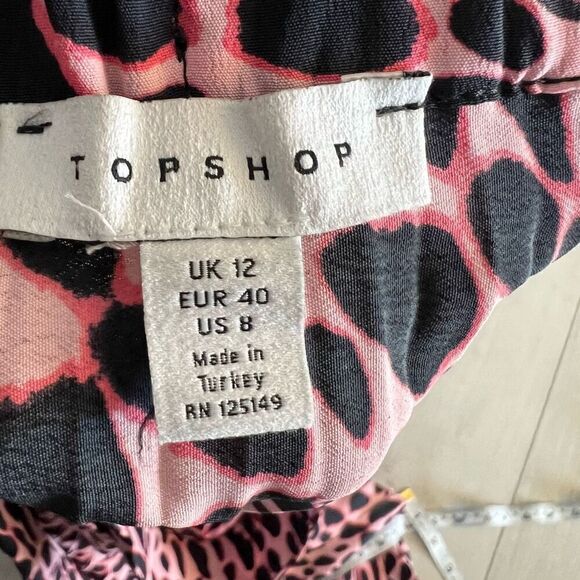 TOPSHOP
UK 12
EUR 40
US 8
Made in
Turkey
RN 125149